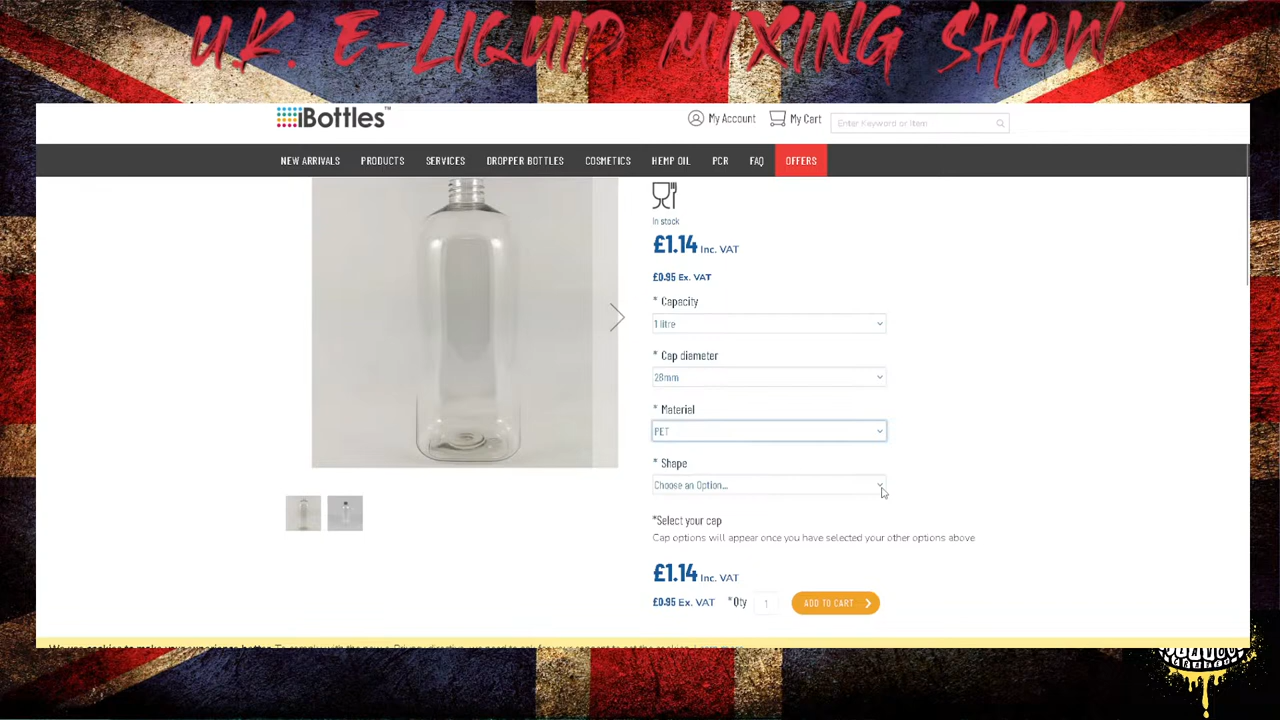 U.K. E-LIQUID MIXING SHOW
iBottles™
My Account
My Cart
Enter Keyword or Item
NEW ARRIVALS PRODUCTS SERVICES DROPPER BOTTLES COSMETICS HEMP OIL PCR FAQ OFFERS
In stock
£1.14 Inc. VAT
£0.95 Ex. VAT
* Capacity
1 litre
* Cap diameter
28mm
* Material
PET
* Shape
Choose an Option...
*Select your cap
Cap options will appear once you have selected your other options above
£1.14 Inc. VAT
£0.95 Ex. VAT *Qty 1 ADD TO CART